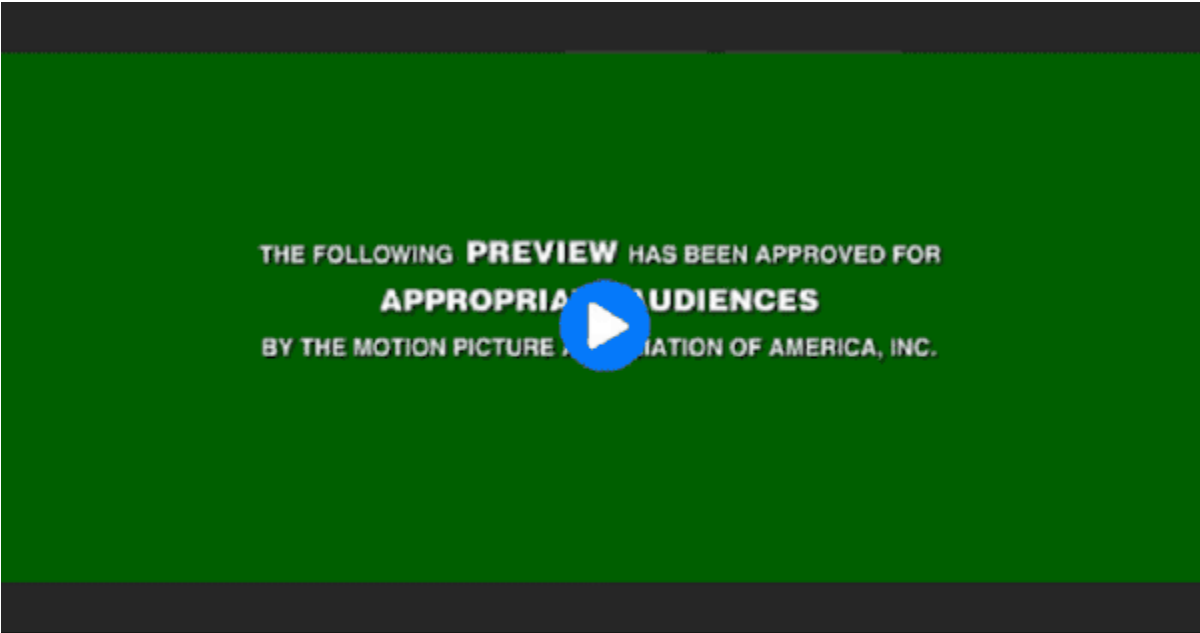 THE FOLLOWING PREVIEW HAS BEEN APPROVED FOR
BY THE MOTION PICTURE OF AMERICA, INC.